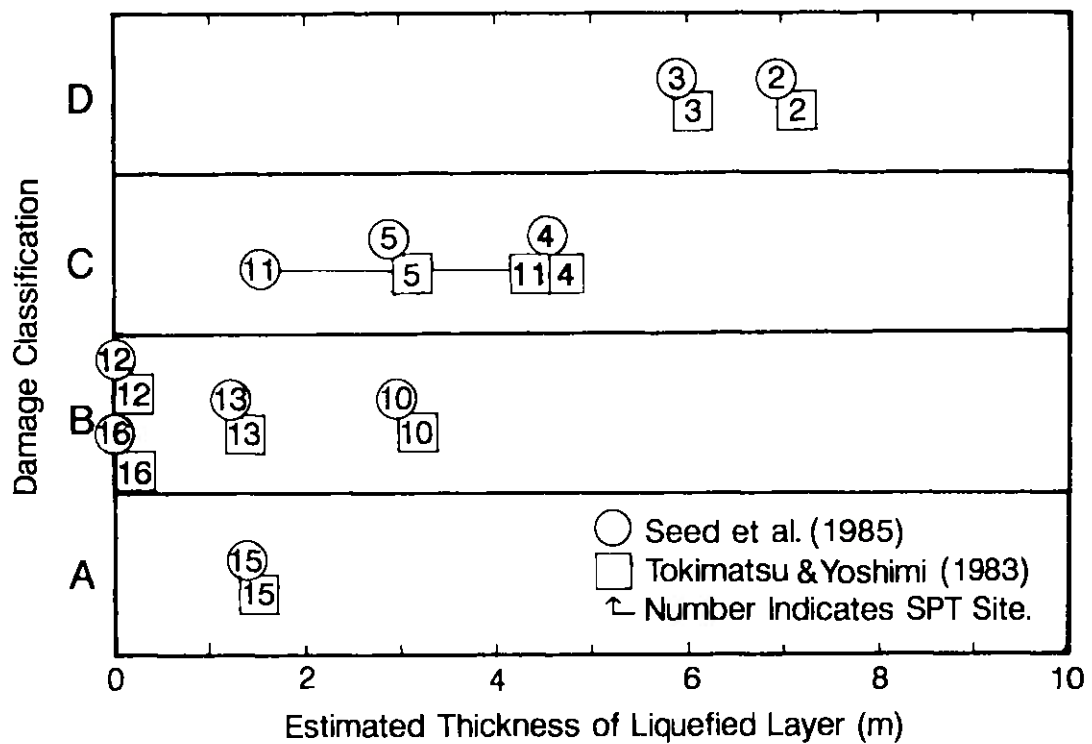 D
3
2
3
2
C
5
4
11
5
11
4
B
12
12
13
10
16
13
10
16
A
15
15
Seed et al. (1985)
Tokimatsu & Yoshimi (1983)
Number Indicates SPT Site.
0 2 4 6 8 10
Estimated Thickness of Liquefied Layer (m)
Damage Classification